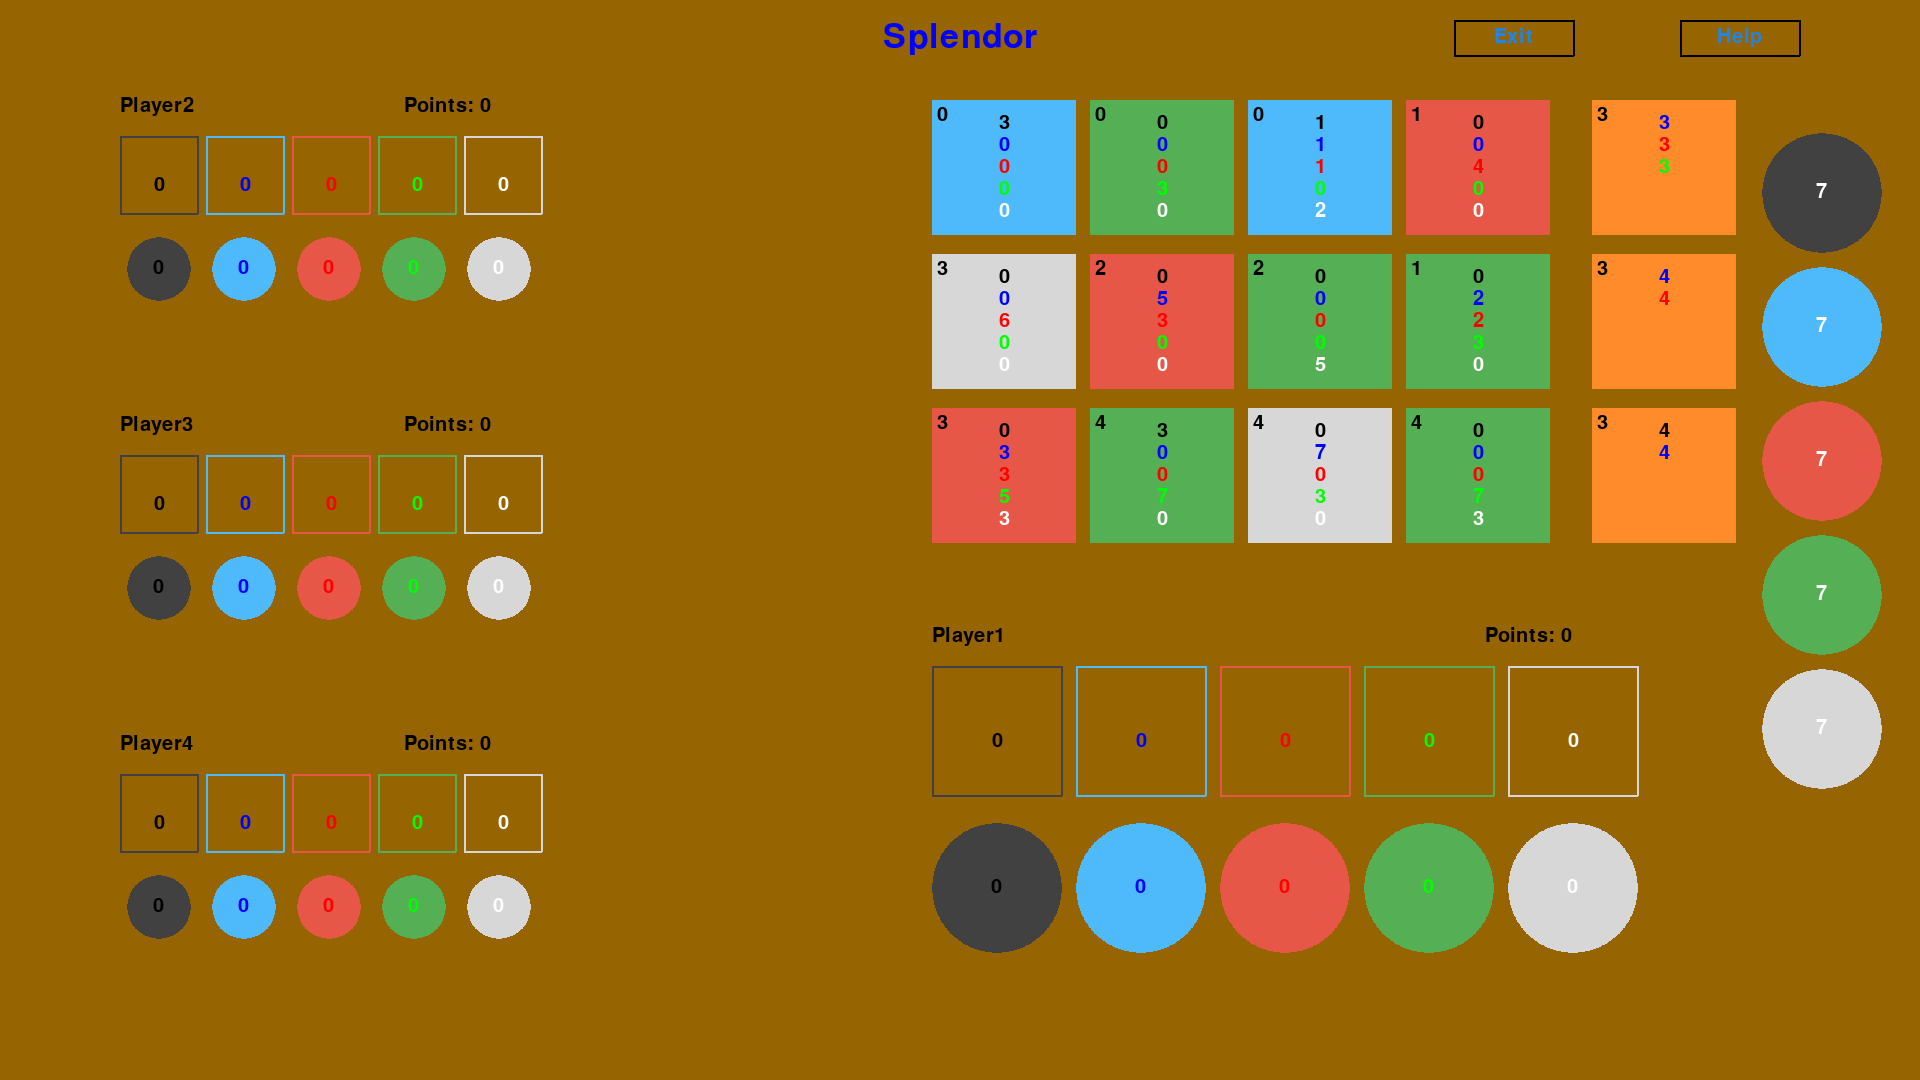 Splendor
Exit
Help
Player2 Points: 0
0 0 0 0 0
0 0 0 0 0
Player3 Points: 0
0 0 0 0 0
0 0 0 0 0
Player4 Points: 0
0 0 0 0 0
0 0 0 0 0
0 0 0 1 3
3 0 1 0 3
0 0 1 0 3
0 0 1 4 3
0 3 0 0
0 0 2 0
3 2 2 1 3
0 0 0 0 4
0 5 0 2 4
6 3 0 2
0 0 0 3
0 0 5 0
3 4 4 4 3
0 3 0 0 4
3 0 7 0 4
3 0 0 0
5 7 3 7
3 0 0 3
7
7
7
7
7
Player1 Points: 0
0 0 0 0 0
0 0 0 0 0